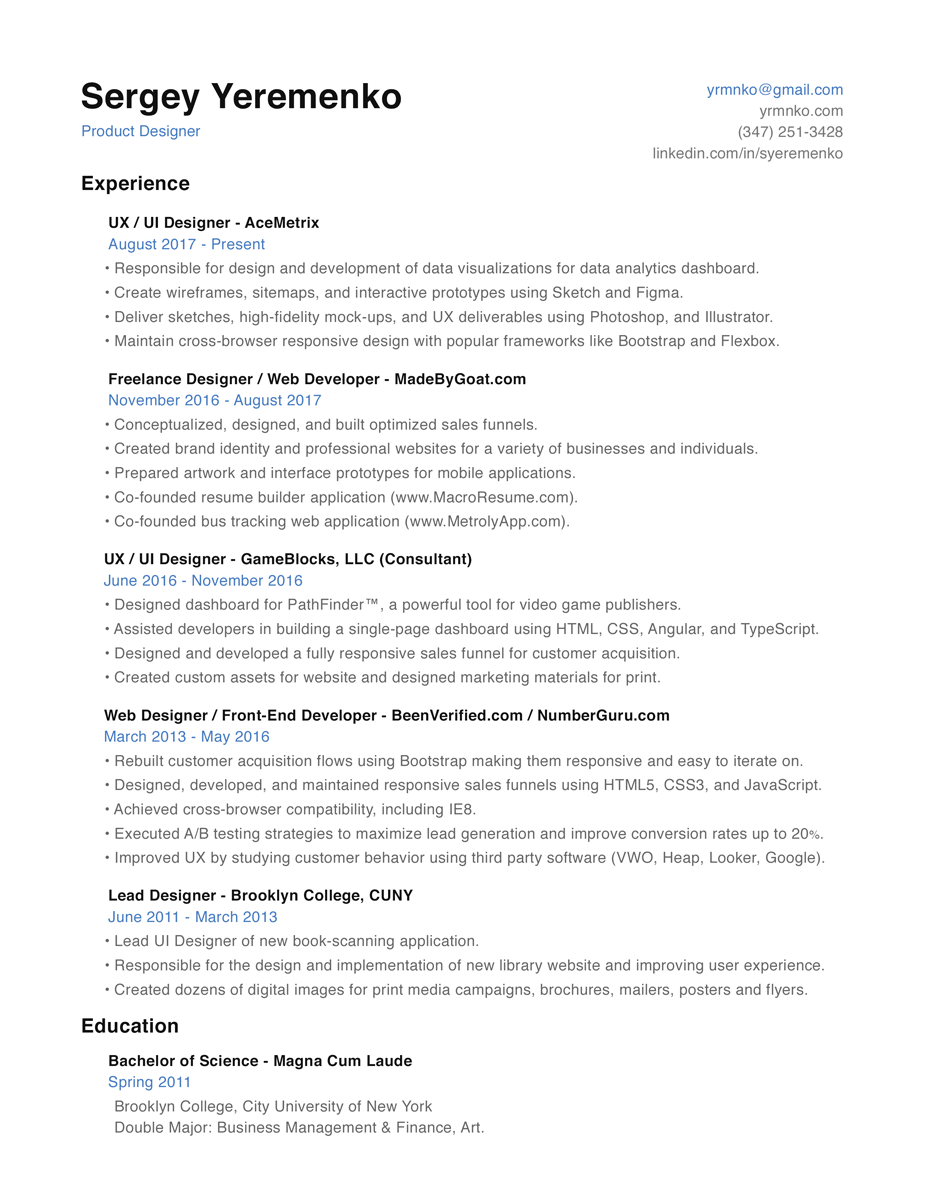 Sergey Yeremenko
Product Designer
yrmnko@gmail.com
yrmnko.com
(347) 251-3428
linkedin.com/in/syeremenko
Experience
UX / UI Designer - AceMetrix
August 2017 - Present
• Responsible for design and development of data visualizations for data analytics dashboard.
• Create wireframes, sitemaps, and interactive prototypes using Sketch and Figma.
• Deliver sketches, high-fidelity mock-ups, and UX deliverables using Photoshop, and Illustrator.
• Maintain cross-browser responsive design with popular frameworks like Bootstrap and Flexbox.
Freelance Designer / Web Developer - MadeByGoat.com
November 2016 - August 2017
• Conceptualized, designed, and built optimized sales funnels.
• Created brand identity and professional websites for a variety of businesses and individuals.
• Prepared artwork and interface prototypes for mobile applications.
• Co-founded resume builder application (www.MacroResume.com).
• Co-founded bus tracking web application (www.MetrolyApp.com).
UX / UI Designer - GameBlocks, LLC (Consultant)
June 2016 - November 2016
• Designed dashboard for PathFinder™, a powerful tool for video game publishers.
• Assisted developers in building a single-page dashboard using HTML, CSS, Angular, and TypeScript.
• Designed and developed a fully responsive sales funnel for customer acquisition.
• Created custom assets for website and designed marketing materials for print.
Web Designer / Front-End Developer - BeenVerified.com / NumberGuru.com
March 2013 - May 2016
• Rebuilt customer acquisition flows using Bootstrap making them responsive and easy to iterate on.
• Designed, developed, and maintained responsive sales funnels using HTML5, CSS3, and JavaScript.
• Achieved cross-browser compatibility, including IE8.
• Executed A/B testing strategies to maximize lead generation and improve conversion rates up to 20%.
• Improved UX by studying customer behavior using third party software (VWO, Heap, Looker, Google).
Lead Designer - Brooklyn College, CUNY
June 2011 - March 2013
• Lead UI Designer of new book-scanning application.
• Responsible for the design and implementation of new library website and improving user experience.
• Created dozens of digital images for print media campaigns, brochures, mailers, posters and flyers.
Education
Bachelor of Science - Magna Cum Laude
Spring 2011
Brooklyn College, City University of New York
Double Major: Business Management & Finance, Art.